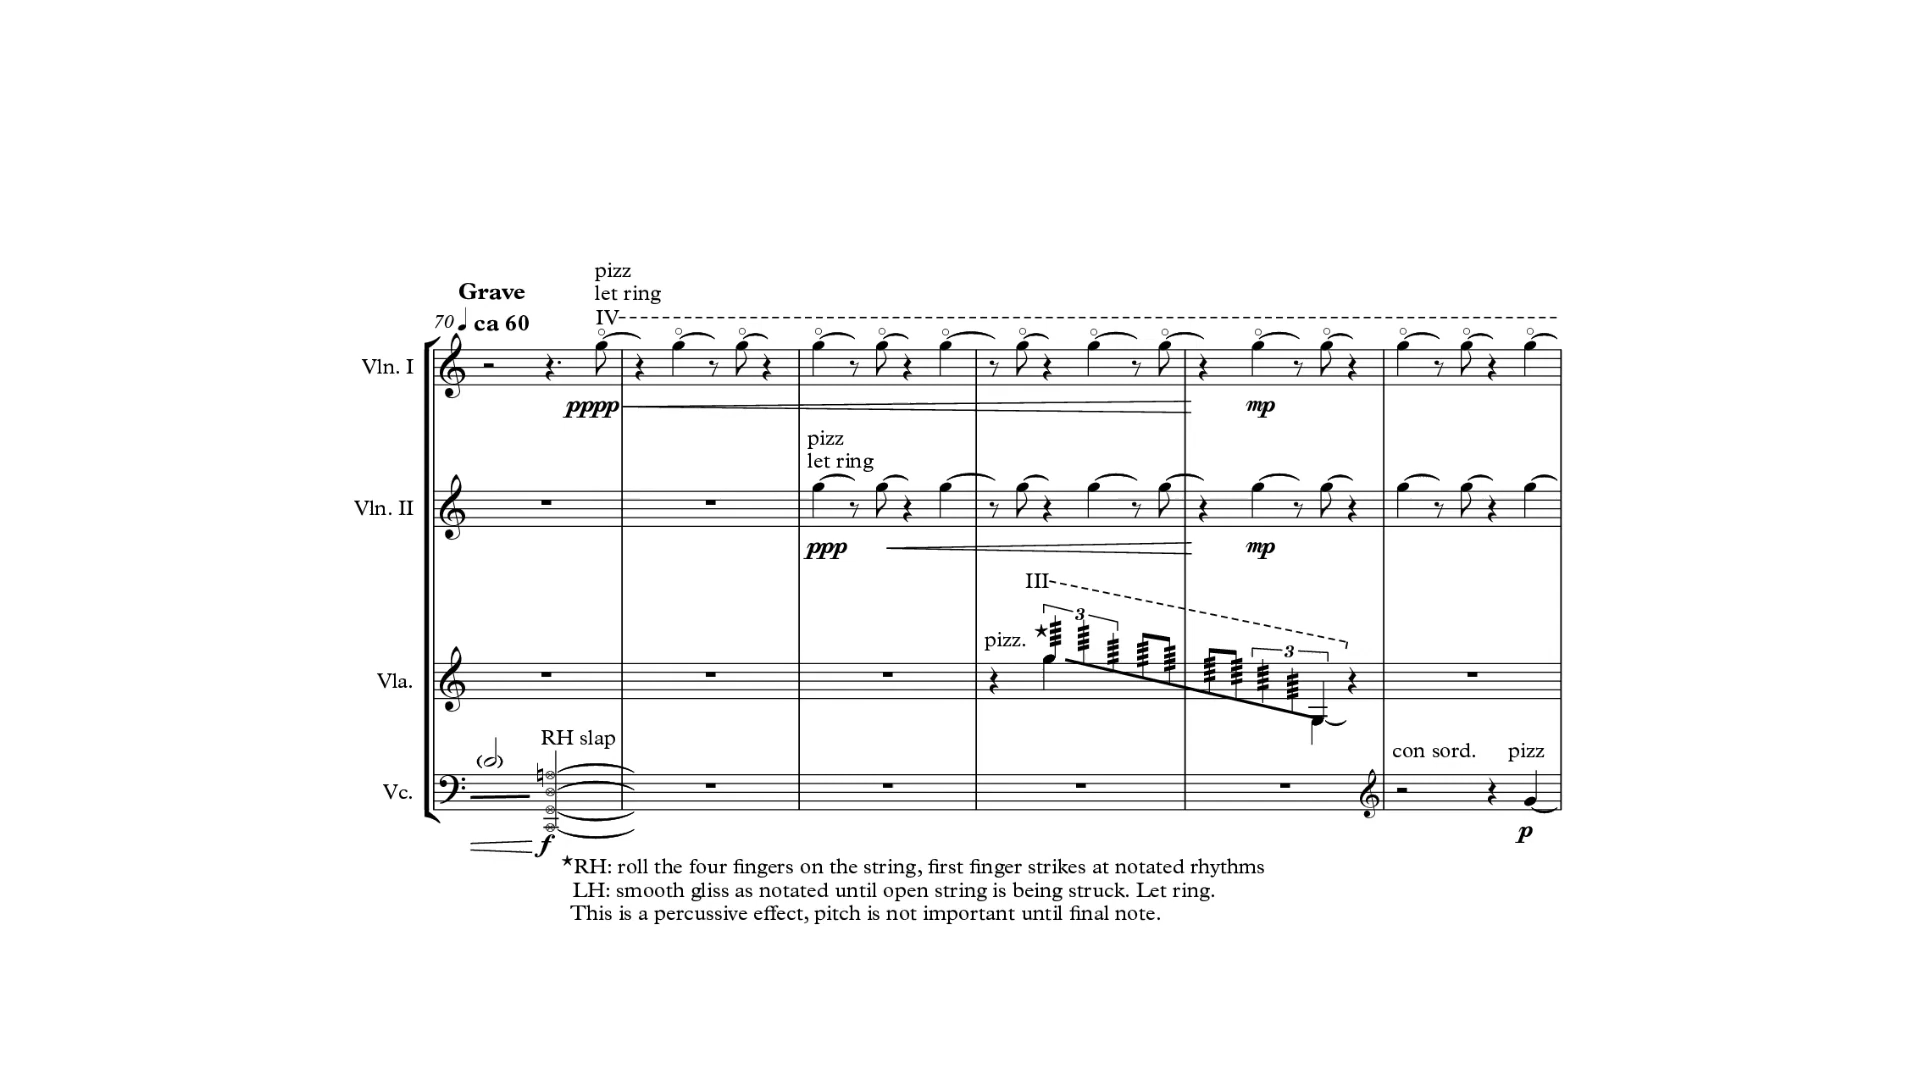 pizz
Grave
let ring
70 ca 60
IV
Vln. I
pppp
mp
pizz
let ring
Vln. II
ppp
mp
III
3
pizz. ★
3
Vla.
RH slap
con sord. pizz
Vc.
f
p
★RH: roll the four fingers on the string, first finger strikes at notated rhythms
LH: smooth gliss as notated until open string is being struck. Let ring.
This is a percussive effect, pitch is not important until final note.